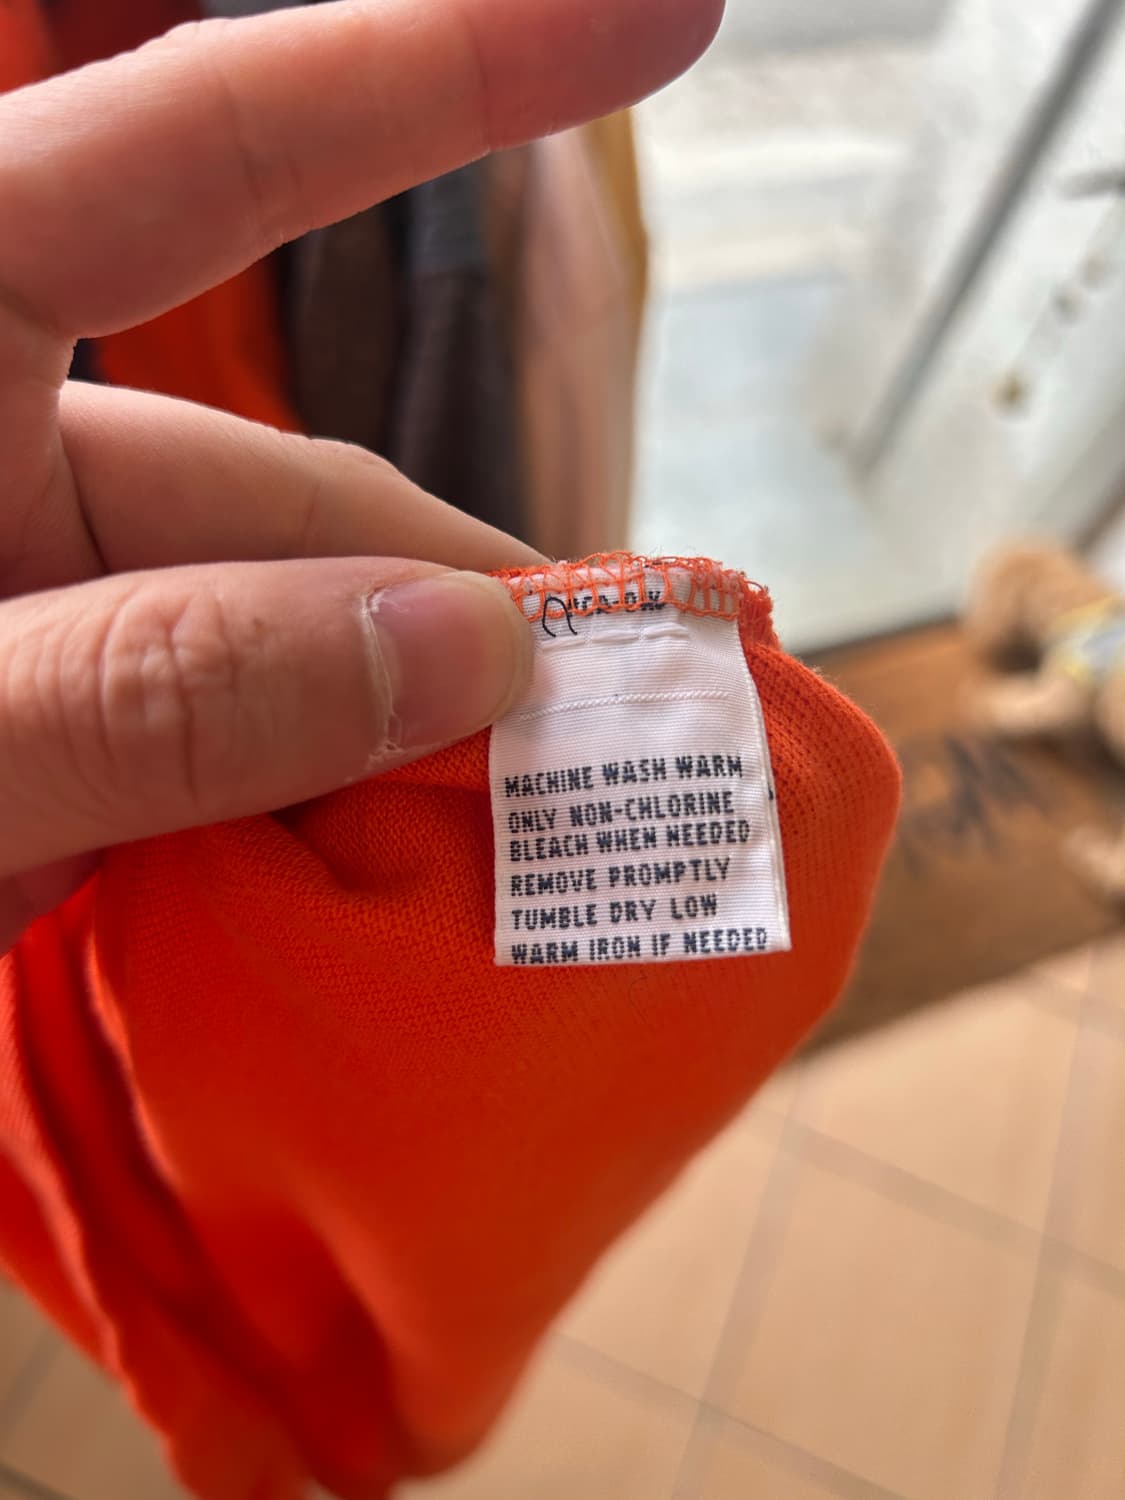 MACHINE WASH WARM
ONLY NON-CHLORINE
BLEACH WHEN NEEDED
REMOVE PROMPTLY
TUMBLE DRY LOW
WARM IRON IF NEEDED